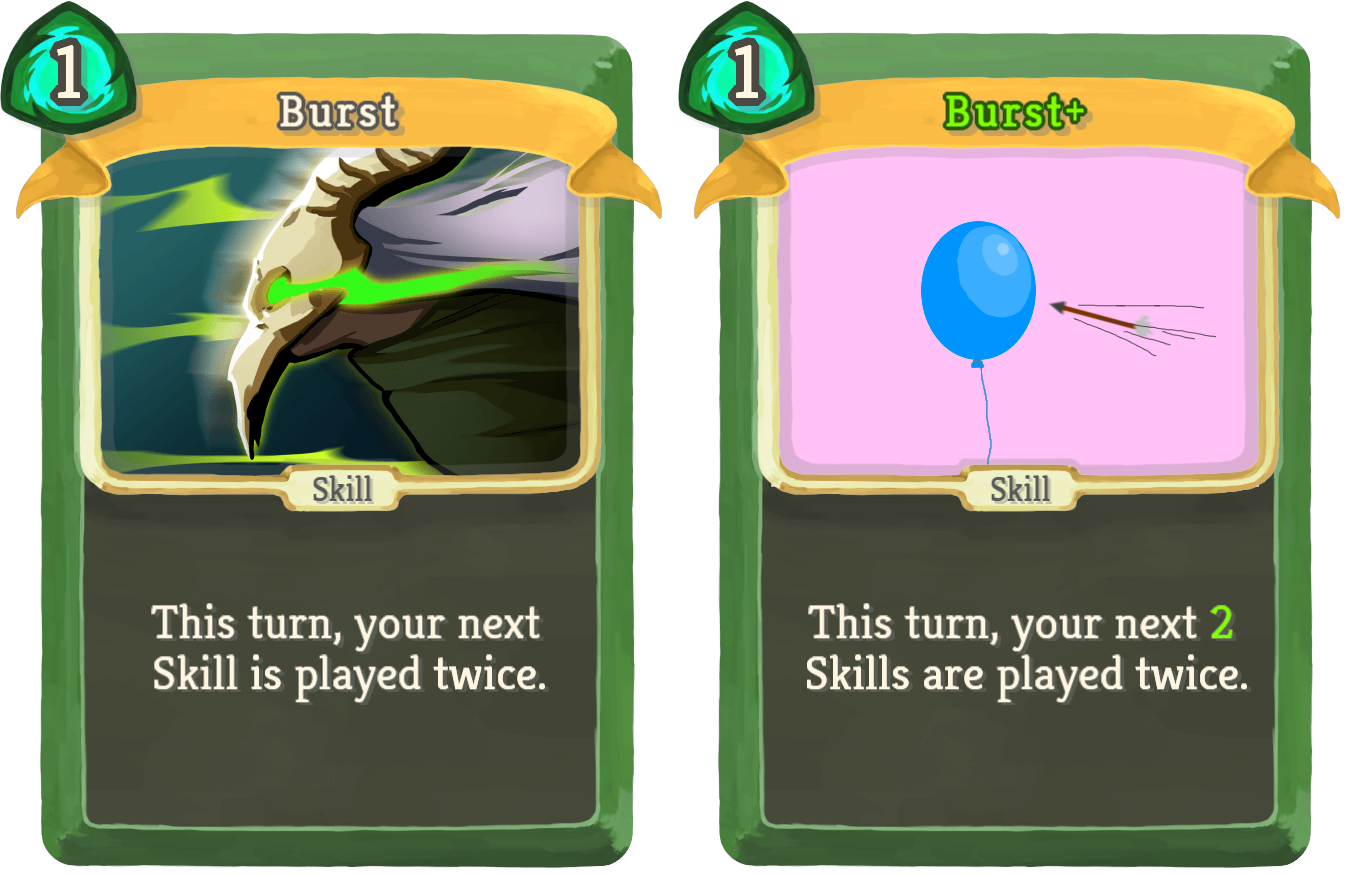 1
Burst
Skill
This turn, your next
Skill is played twice.
1
Burst+
Skill
This turn, your next 2
Skills are played twice.